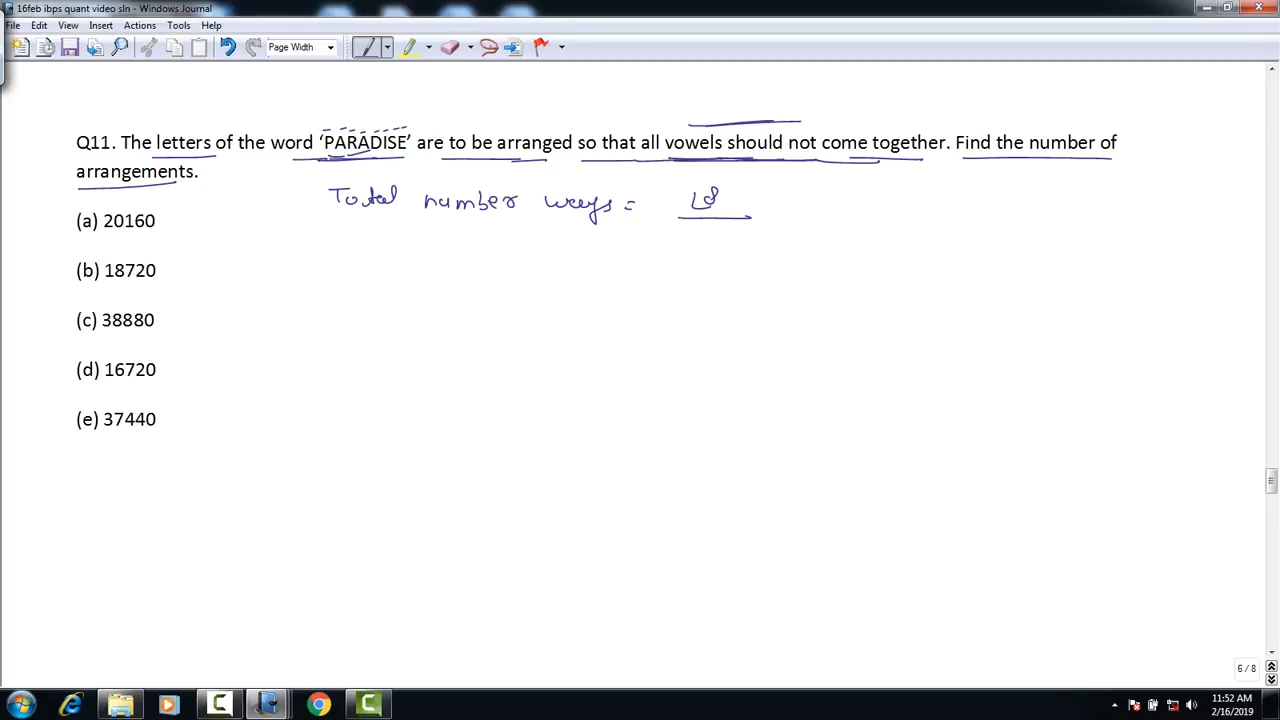 16feb ibps quant video sln - Windows Journal
File Edit View Insert Actions Tools Help
Page Width
Q11. The letters of the word ‘PARADISE’ are to be arranged so that all vowels should not come together. Find the number of
arrangements.
Total number ways = ⌊8
(a) 20160
(b) 18720
(c) 38880
(d) 16720
(e) 37440
6 / 8
11:52 AM
2/16/2019